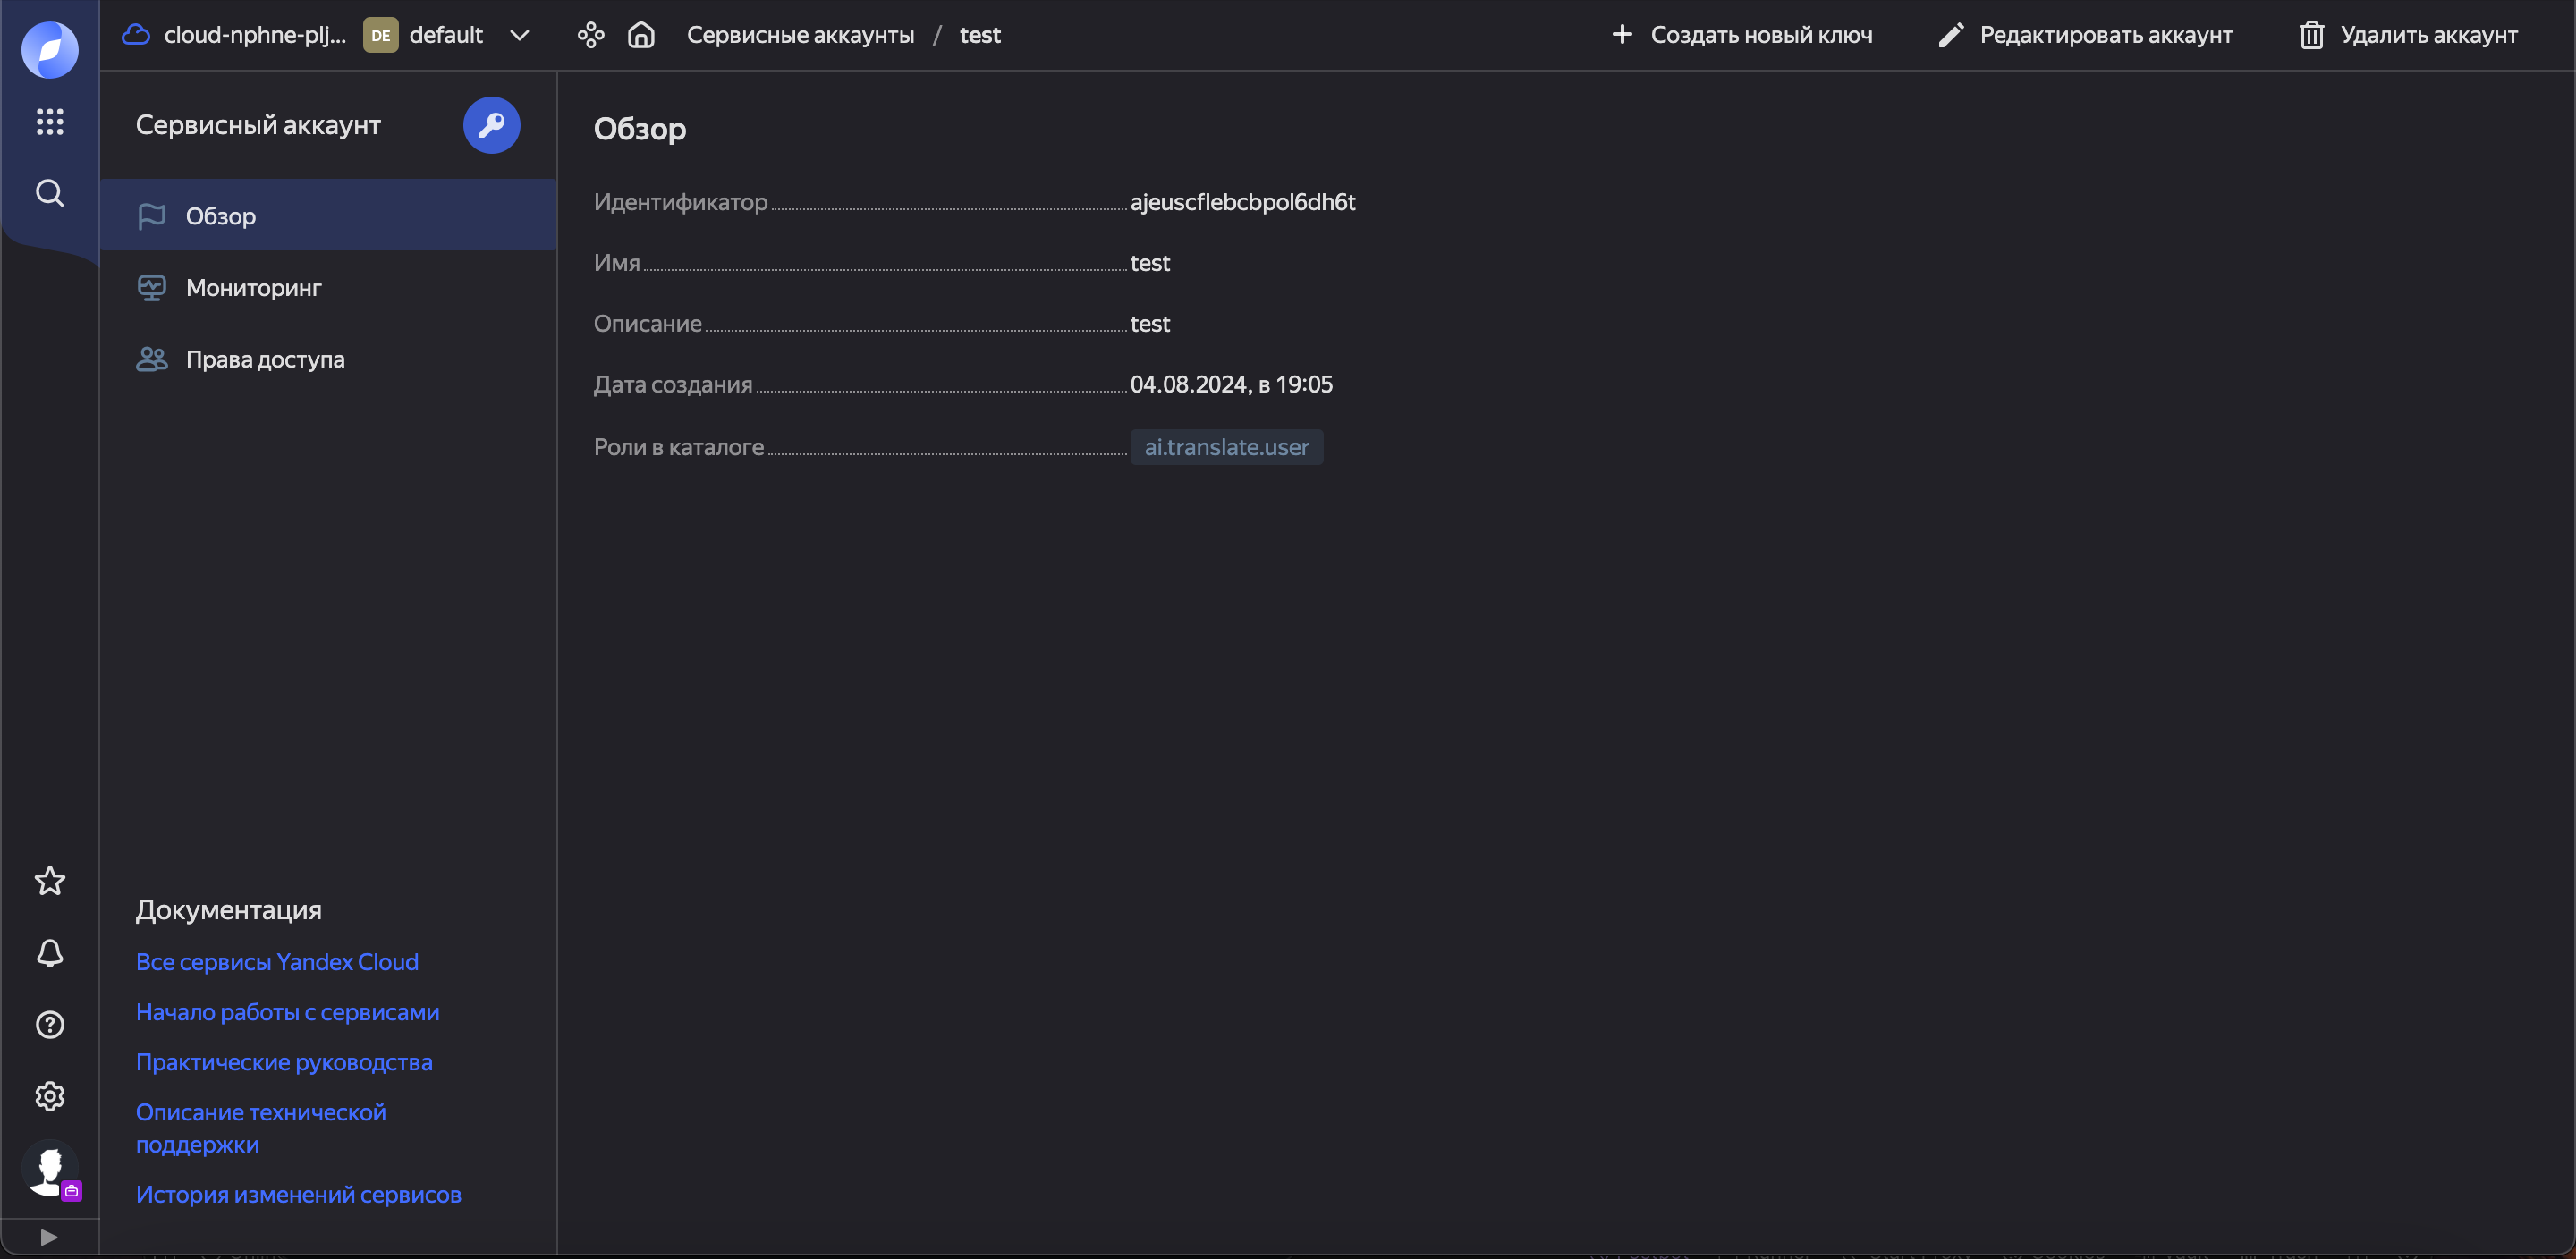 cloud-nphne-plj... DE default Сервисные аккаунты / test Создать новый ключ Редактировать аккаунт Удалить аккаунт
Сервисный аккаунт
Обзор
Мониторинг
Права доступа
Обзор
Идентификатор ajeuscflebcbpol6dh6t
Имя test
Описание test
Дата создания 04.08.2024, в 19:05
Роли в каталоге ai.translate.user
Документация
Все сервисы Yandex Cloud
Начало работы с сервисами
Практические руководства
Описание технической
поддержки
История изменений сервисов